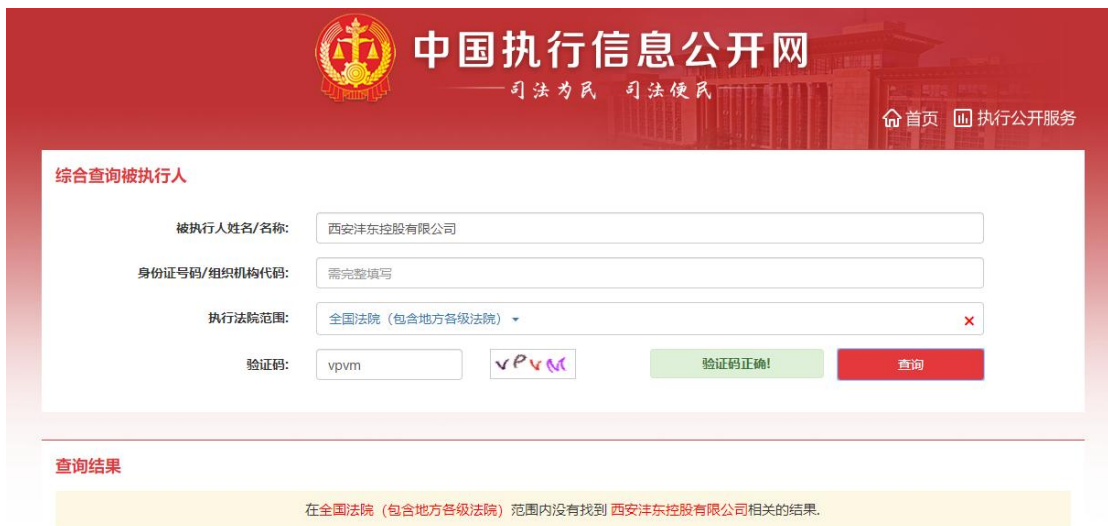 中国执行信息公开网
司法为民 司法便民
首页 执行公开服务
综合查询被执行人
被执行人姓名/名称: 西安沣东控股有限公司
身份证号码/组织机构代码: 需完整填写
执行法院范围: 全国法院（包含地方各级法院）
验证码: vpvm VPVM 验证码正确! 查询
查询结果
在全国法院（包含地方各级法院）范围内没有找到 西安沣东控股有限公司相关的结果.